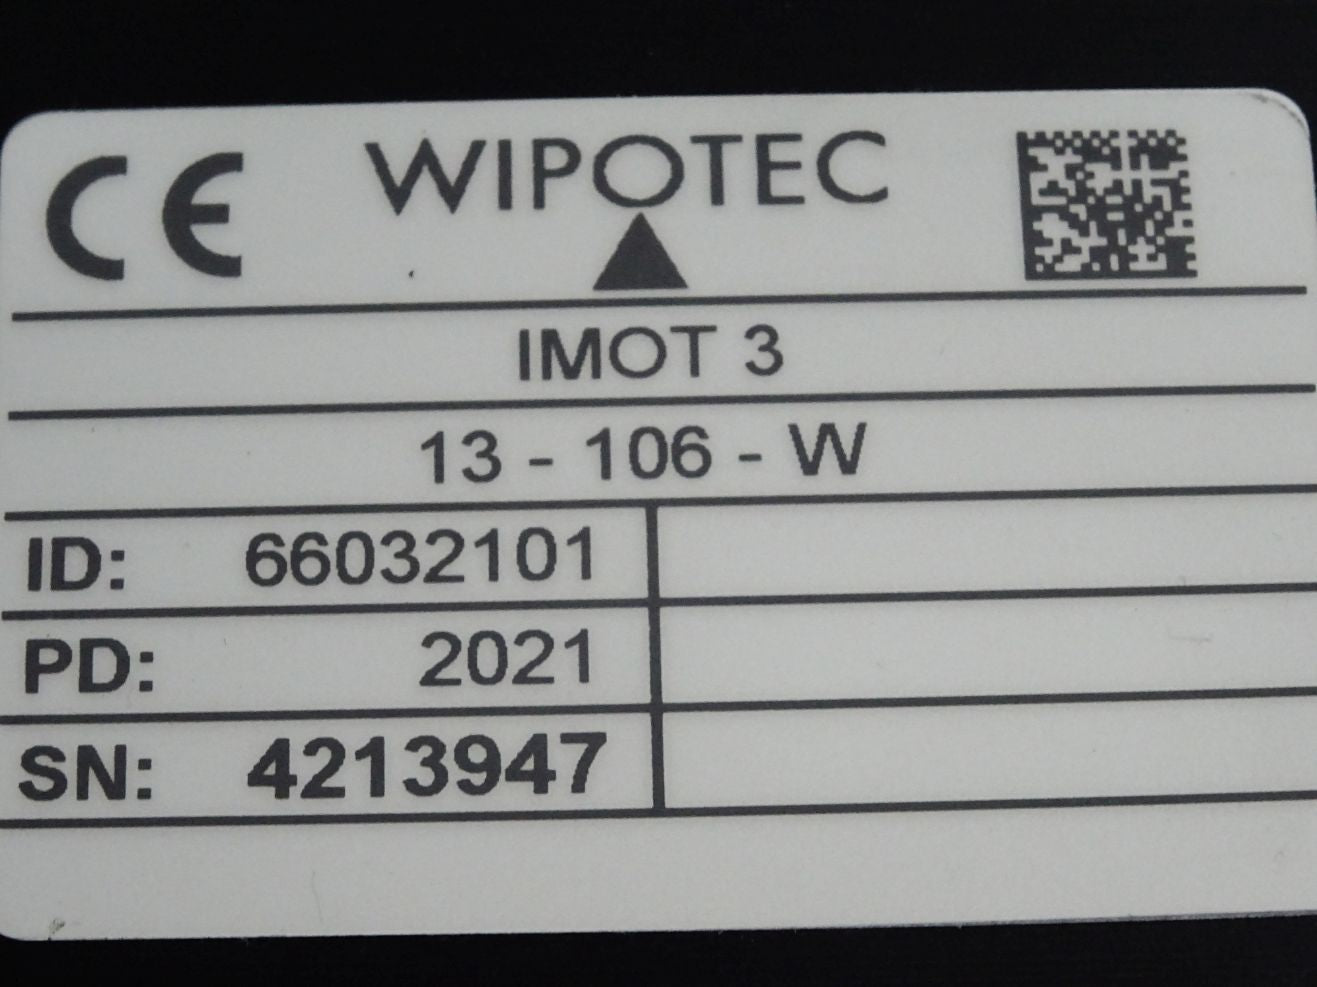 CE WIPOTEC
IMOT 3
13 - 106 - W
ID: 66032101
PD: 2021
SN: 4213947